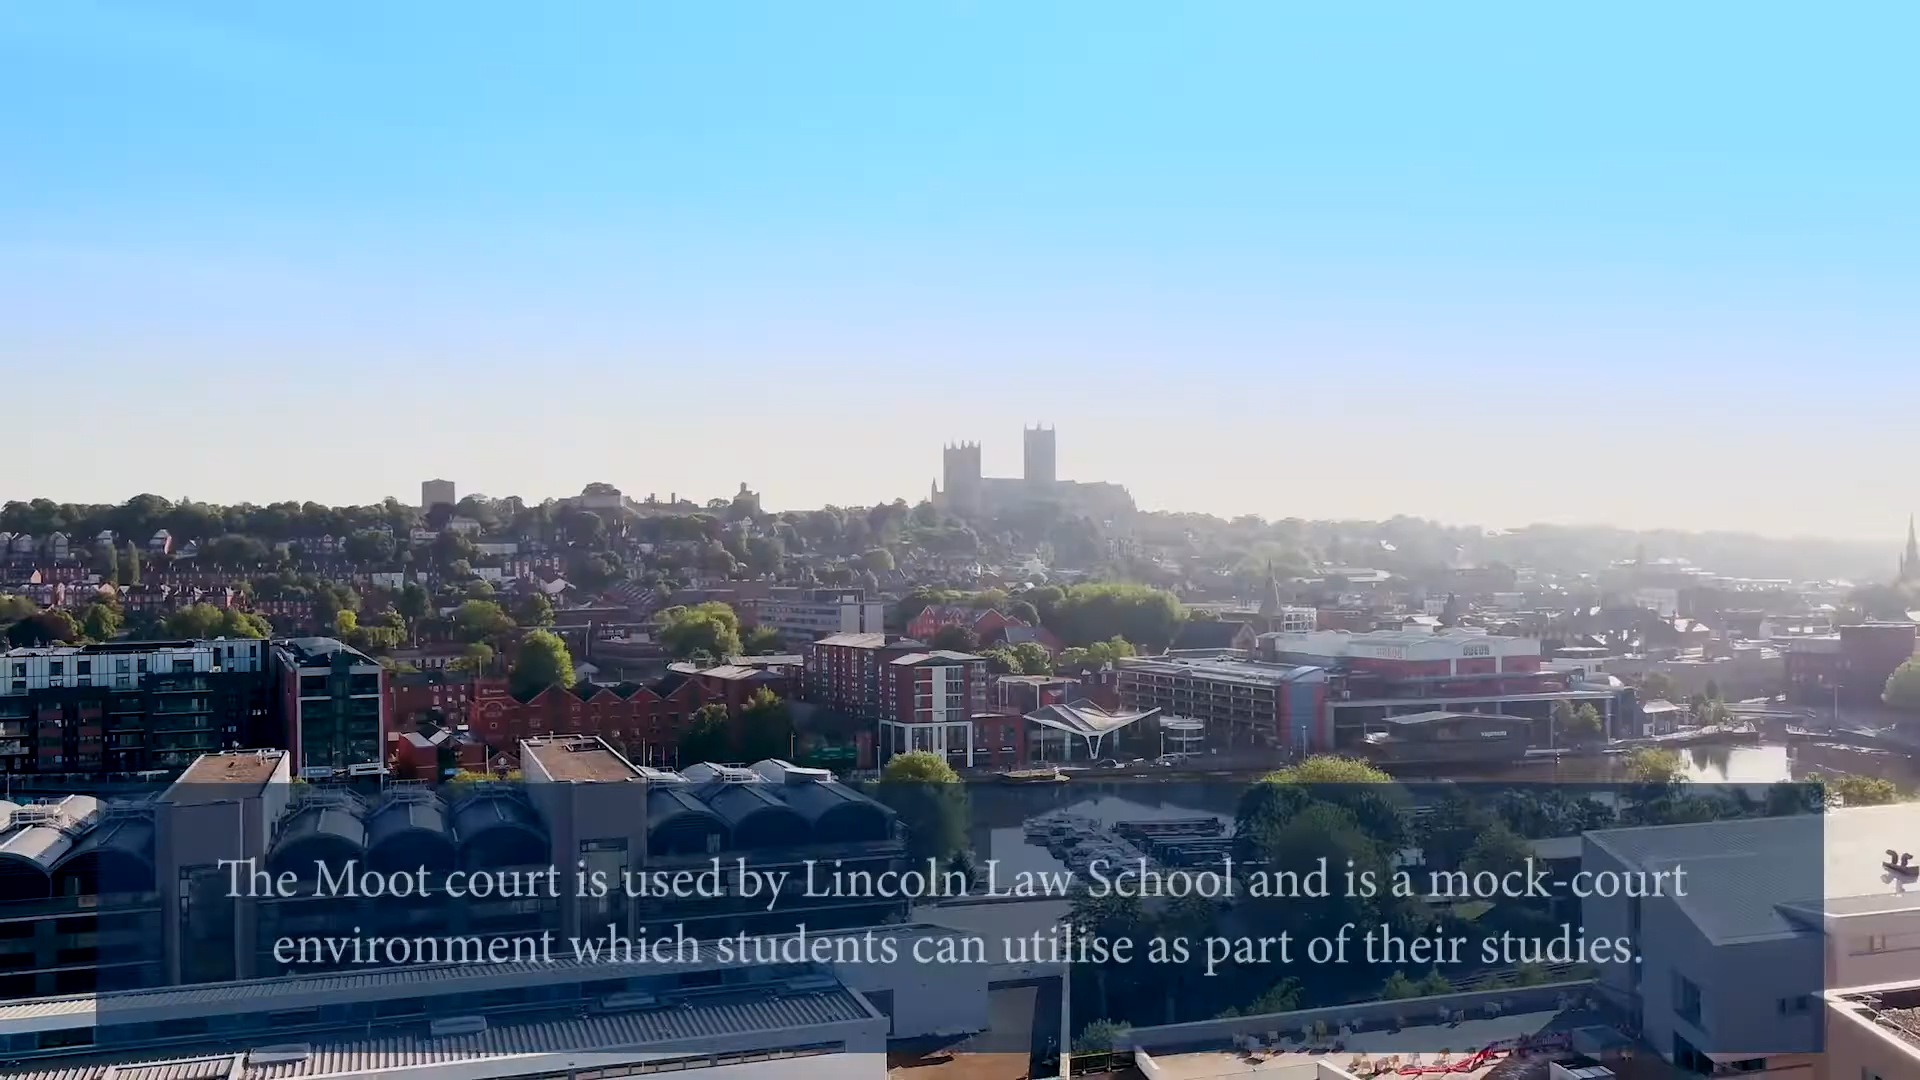 ODEON
The Moot court is used by Lincoln Law School and is a mock-court
environment which students can utilise as part of their studies.